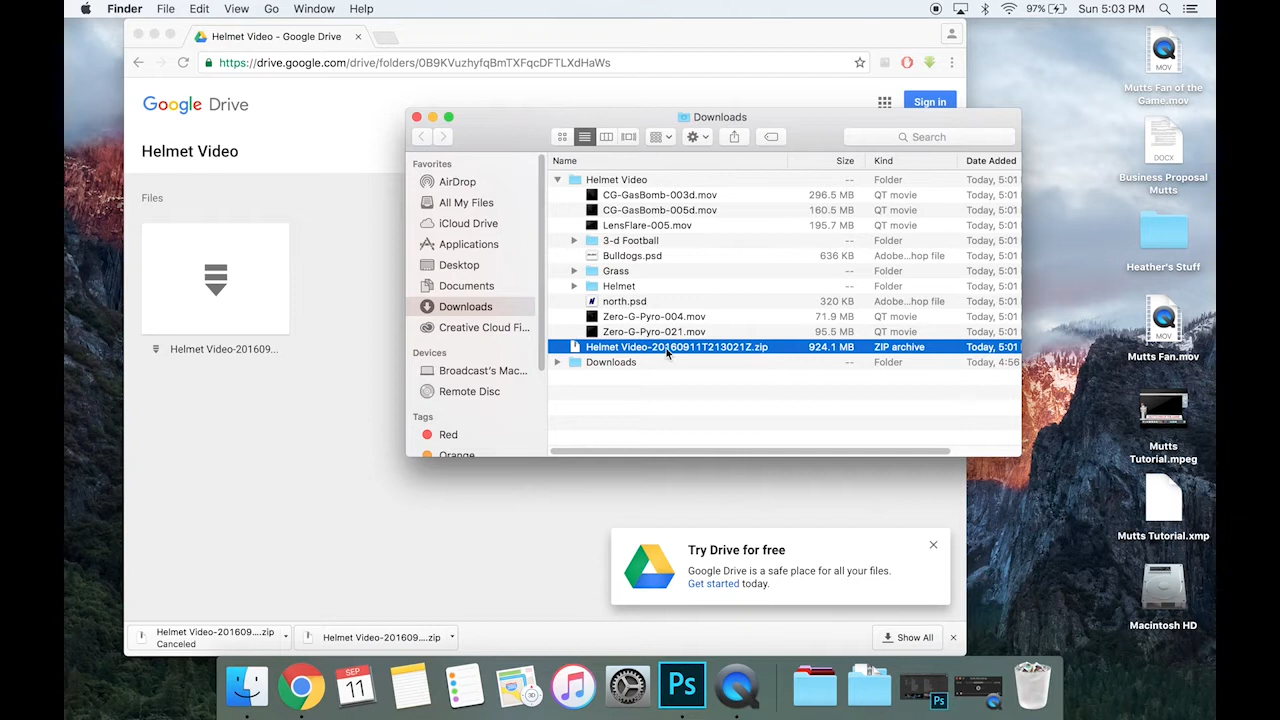 Finder File Edit View Go Window Help
97% Sun 5:03 PM
Helmet Video - Google Drive
https://drive.google.com/drive/folders/0B9KVuzhyfqBmTXFqcDFTLXdHaWs
Google Drive
Sign in
Helmet Video
Files
Helmet Video-201609...
Downloads
Search
Favorites
AirDrop
All My Files
iCloud Drive
Applications
Desktop
Documents
Downloads
Creative Cloud Fi...
Devices
Broadcast's Mac...
Remote Disc
Tags
Red
Orange
Name Size Kind Date Added
Helmet Video -- Folder Today, 5:01
CG-GasBomb-003d.mov 296.5 MB QT movie Today, 5:01
CG-GasBomb-005d.mov 160.5 MB QT movie Today, 5:01
LensFlare-005.mov 195.7 MB QT movie Today, 5:01
3-d Football -- Folder Today, 5:01
Bulldogs.psd 636 KB Adobe...hop file Today, 5:01
Grass -- Folder Today, 5:01
Helmet -- Folder Today, 5:01
north.psd 320 KB Adobe...hop file Today, 5:01
Zero-G-Pyro-004.mov 71.9 MB QT movie Today, 5:01
Zero-G-Pyro-021.mov 95.5 MB QT movie Today, 5:01
Helmet Video-20160911T213021Z.zip 924.1 MB ZIP archive Today, 5:01
Downloads -- Folder Today, 4:56
Try Drive for free
Google Drive is a safe place for all your files.
Get started today.
Helmet Video-201609....zip
Canceled
Helmet Video-201609....zip
Show All
MOV
Mutts Fan of the
Game.mov
DOCX
Business Proposal
Mutts
Heather's Stuff
MOV
Mutts Fan.mov
Mutts
Tutorial.mpeg
Mutts Tutorial.xmp
Macintosh HD
SEP
11
Ps
Ps